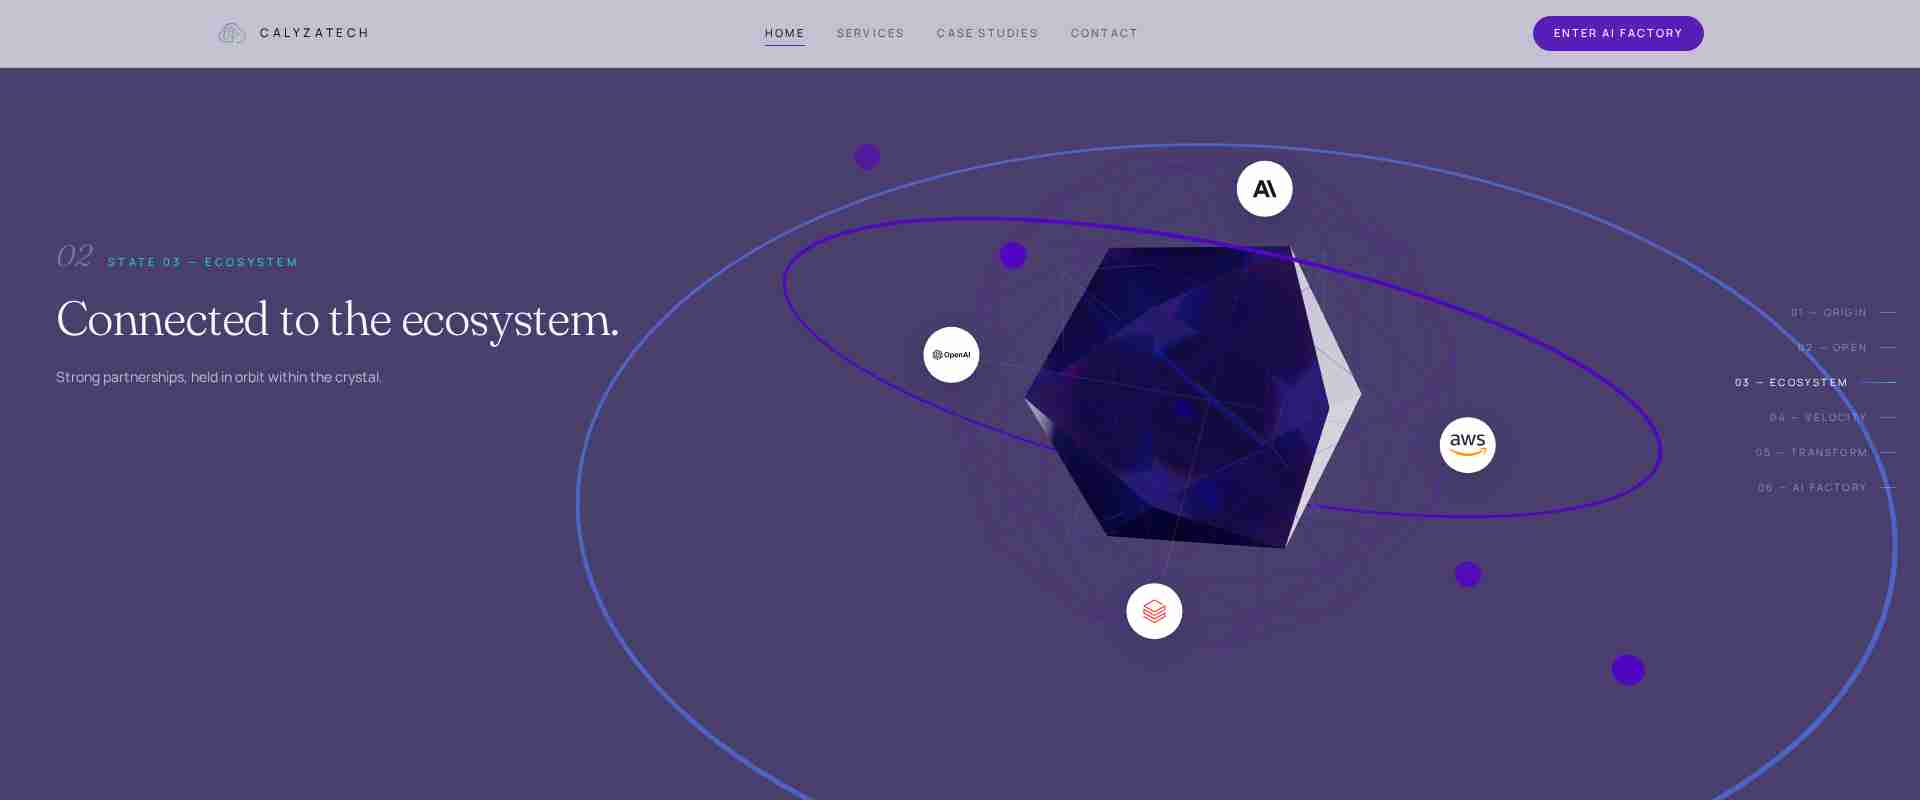 CALYZATECH
HOME
SERVICES
CASE STUDIES
CONTACT
ENTER AI FACTORY
02
STATE 03 — ECOSYSTEM
Connected to the ecosystem.
Strong partnerships, held in orbit within the crystal.
AI
OpenAI
aws
01 — ORIGIN
02 — OPEN
03 — ECOSYSTEM
04 — VELOCITY
05 — TRANSFORM
06 — AI FACTORY